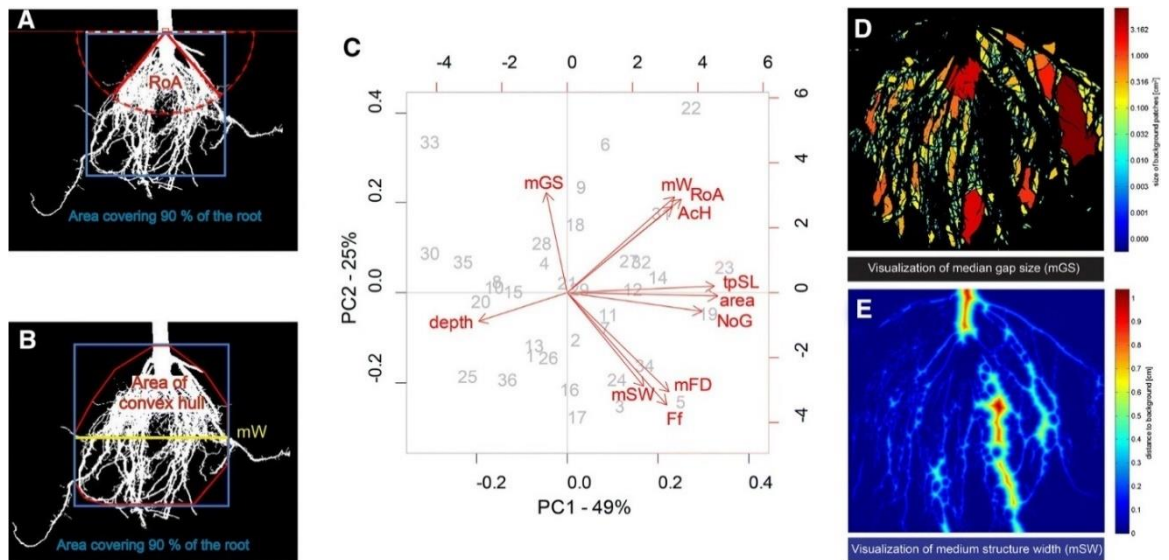 A
RoA
Area covering 90 % of the root
B
Area of
convex hull
mW
Area covering 90 % of the root
C
-4 -2 0 2 4 6
0.4
0.2
0.0
-0.2
PC2 - 25%
6
4
2
0
-2
-4
-0.2 0.0 0.2 0.4
PC1 - 49%
22
33
6
mGS
9
mW
RoA
AcH
18
28
30
35
4
27
32
23
8
14
tpSL
21
15
12
area
20
NoG
depth
11
19
7
2
13
26
34
25
36
16
24
mSW
mFD
3
5
Ff
17
D
3.162
1.000
0.316
0.100
0.032
0.010
0.003
0.000
size of background patches [cm²]
Visualization of median gap size (mGS)
E
1
0.9
0.8
0.7
0.6
0.5
0.4
0.3
0.2
0.1
0
distance to background [cm]
Visualization of medium structure width (mSW)